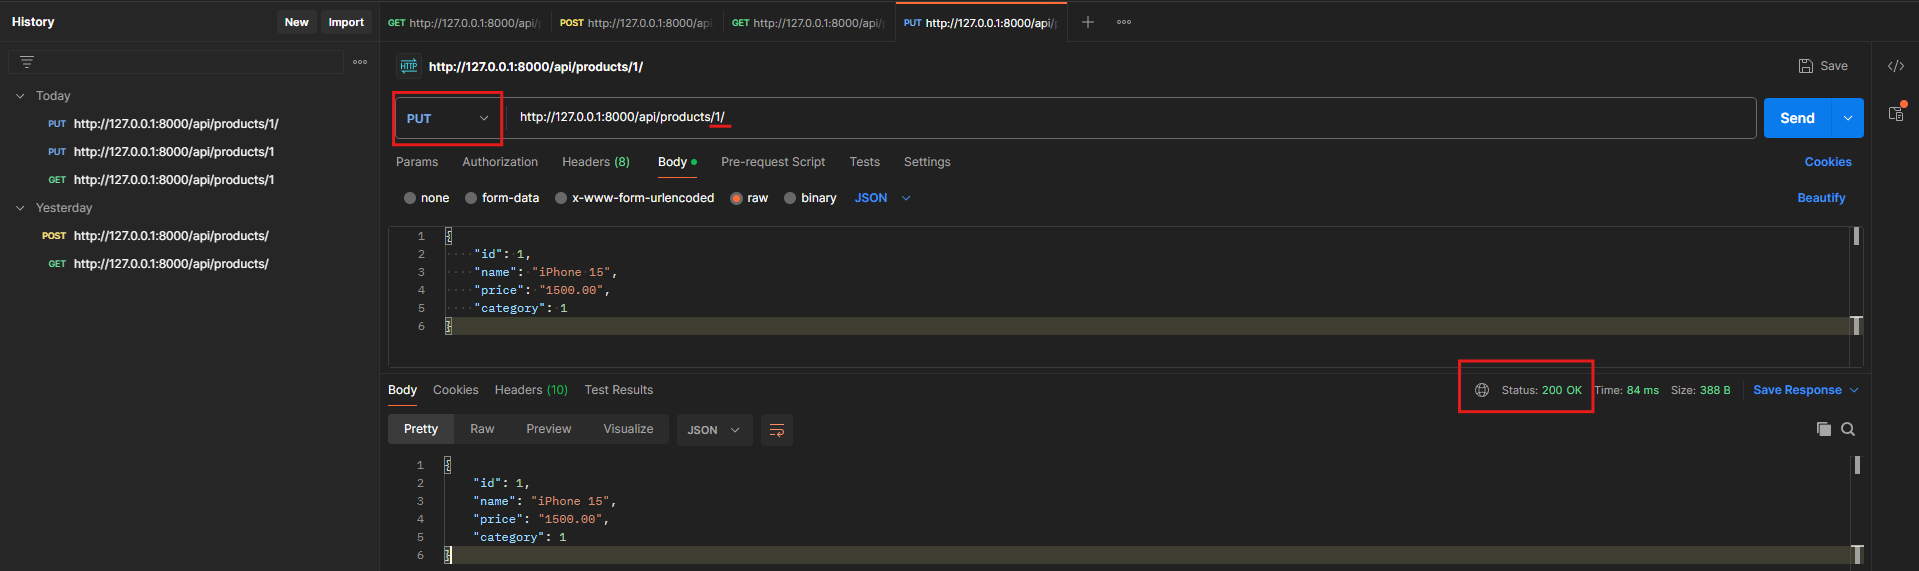 History
New
Import
GET http://127.0.0.1:8000/api/
POST http://127.0.0.1:8000/api/
GET http://127.0.0.1:8000/api/
PUT http://127.0.0.1:8000/api/
HTTP http://127.0.0.1:8000/api/products/1/
Save
Today
PUT http://127.0.0.1:8000/api/products/1/
PUT http://127.0.0.1:8000/api/products/1
GET http://127.0.0.1:8000/api/products/1
Yesterday
POST http://127.0.0.1:8000/api/products/
GET http://127.0.0.1:8000/api/products/
PUT http://127.0.0.1:8000/api/products/1/
Send
Params Authorization Headers (8) Body Pre-request Script Tests Settings
Cookies
none form-data x-www-form-urlencoded raw binary JSON
Beautify
1 {
2 "id": 1,
3 "name": "iPhone 15",
4 "price": "1500.00",
5 "category": 1
6 }
Body Cookies Headers (10) Test Results
Status: 200 OK Time: 84 ms Size: 388 B
Save Response
Pretty Raw Preview Visualize JSON
1 {
2 "id": 1,
3 "name": "iPhone 15",
4 "price": "1500.00",
5 "category": 1
6 }